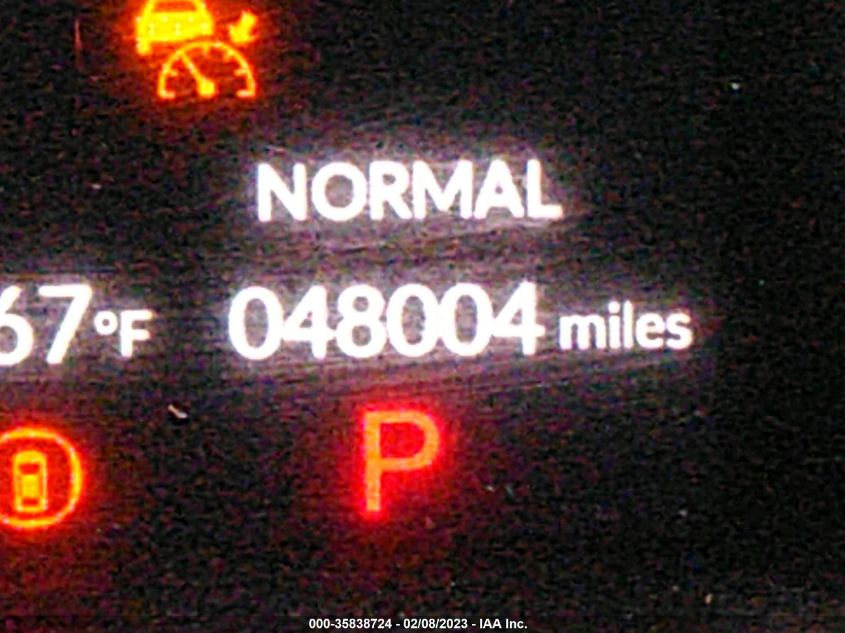 NORMAL
67°F 048004 miles
P
000-35838724 - 02/08/2023 - IAA Inc.